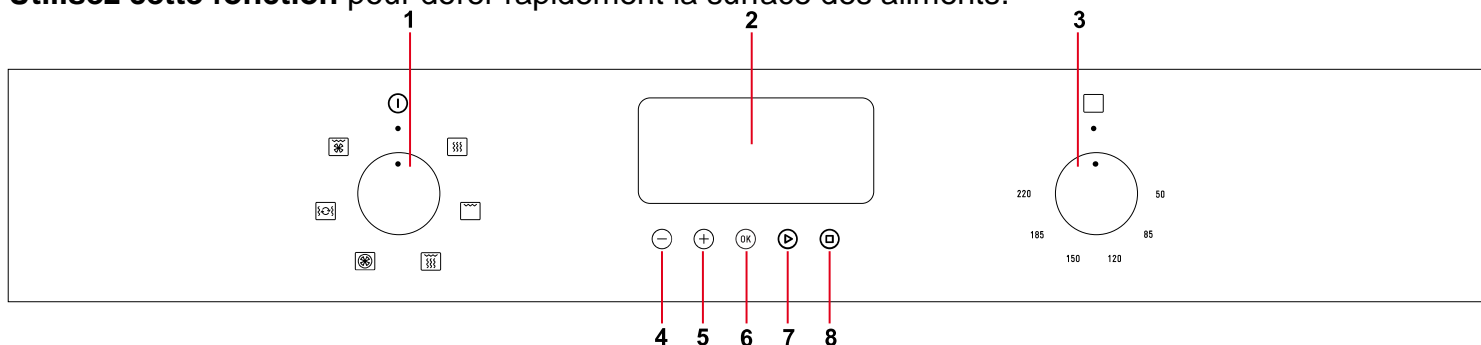 Utilisez cette fonction pour dorer rapidement la surface des aliments.
1 2 3
220 50
185 85
150 120
OK
4 5 6 7 8